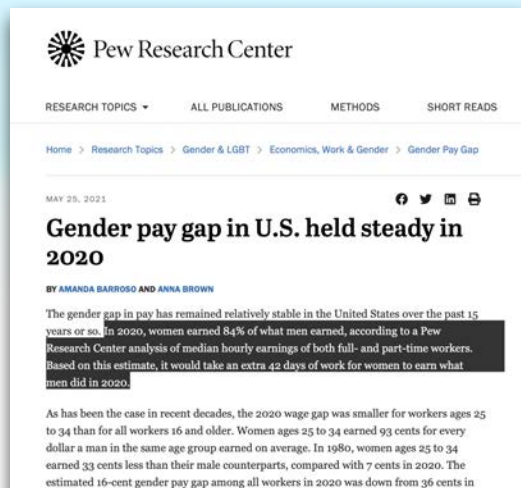 Pew Research Center
RESEARCH TOPICS ALL PUBLICATIONS METHODS SHORT READS
Home > Research Topics > Gender & LGBT > Economics, Work & Gender > Gender Pay Gap
MAY 25, 2021
Gender pay gap in U.S. held steady in
2020
BY AMANDA BARROSO AND ANNA BROWN
The gender gap in pay has remained relatively stable in the United States over the past 15
years or so. In 2020, women earned 84% of what men earned, according to a Pew
Research Center analysis of median hourly earnings of both full- and part-time workers.
Based on this estimate, it would take an extra 42 days of work for women to earn what
men did in 2020.
As has been the case in recent decades, the 2020 wage gap was smaller for workers ages 25
to 34 than for all workers 16 and older. Women ages 25 to 34 earned 93 cents for every
dollar a man in the same age group earned on average. In 1980, women ages 25 to 34
earned 33 cents less than their male counterparts, compared with 7 cents in 2020. The
estimated 16-cent gender pay gap among all workers in 2020 was down from 36 cents in